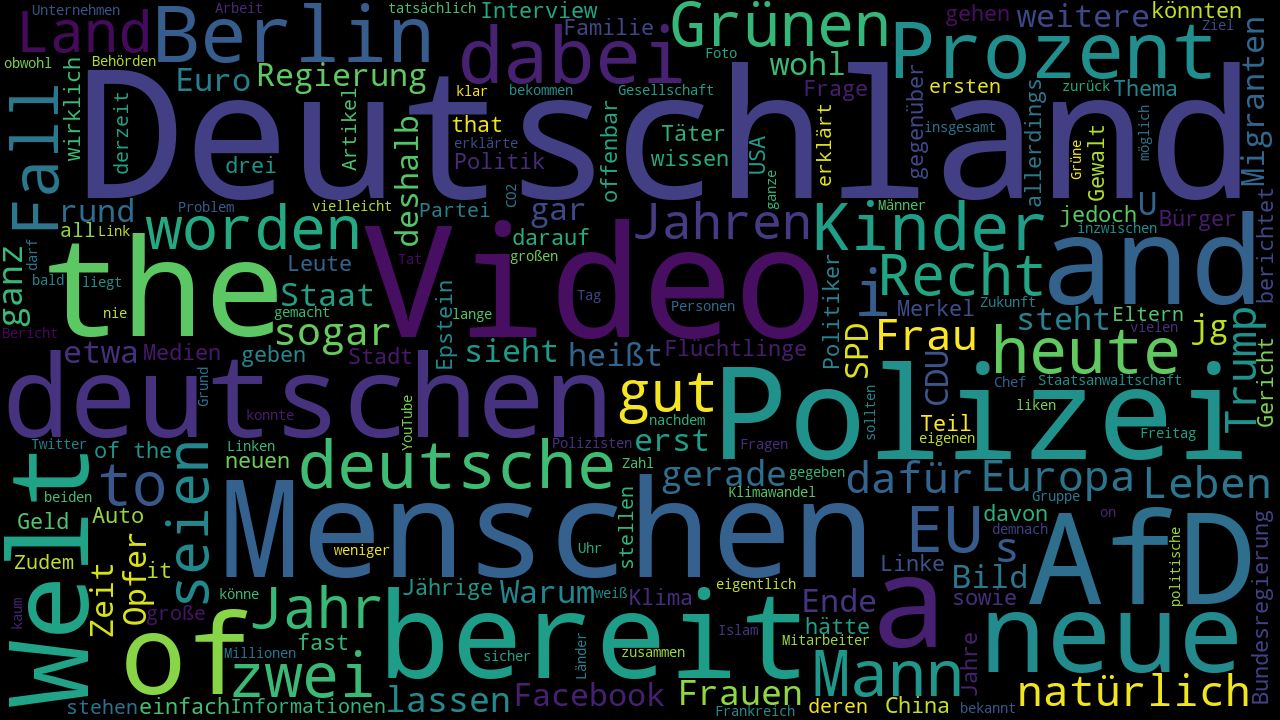 Unternehmen Arbeit tatsächlich Interview Grünen gehen weitere könnten
Land Berlin dabei Familie Foto wohl Prozent Ziel
obwohl Behörden Euro Regierung klar bekommen Gesellschaft Frage ersten zurück Thema Migranten
Deutschland
Fall wirklich derzeit drei Artikel deshalb that erklärte Politik offenbar Täter wissen USA erklärt gegenüber insgesamt allerdings Grüne Gewalt möglich
rund Problem vielleicht Partei CO2 gar Jahren ganze Männer Kinder jedoch U Bürger
all Link worden darauf inzwischen
ganz darf the Leute Video großen Tat Recht and berichtet
bald liegt Staat Tag Personen Politiker i Merkel Zukunft
nie gemacht sogar Epstein lange steht Eltern vielen jg
Bericht etwa Medien geben Stadt sieht heißt Flüchtlinge SPD Frau heute Trump Gericht
deutschen Grund konnte YouTube gut nachdem Polizei CDU Chef Staatsanwaltschaft
liken Teil eigenen sollten Freitag
Twitter of the Linken neuen Polizisten erst Fragen
Welt to seien deutsche Zahl gerade gegeben dafür Europa Leben
beiden Klimawandel Gruppe
Geld Auto Menschen stellen EU davon demnach on AfD
Zudem Zeit Opfer it weniger Uhr Linke s politische Bundesregierung
kaum große könne Jährige Warum weiß Klima eigentlich Ende a Bild sowie
of Jahr bereit Islam hätte neue
fast Millionen sicher Länder zusammen Mitarbeiter Jahre
zwei Mann
stehen einfach Informationen lassen Facebook Frauen Frankreich deren China bekannt natürlich